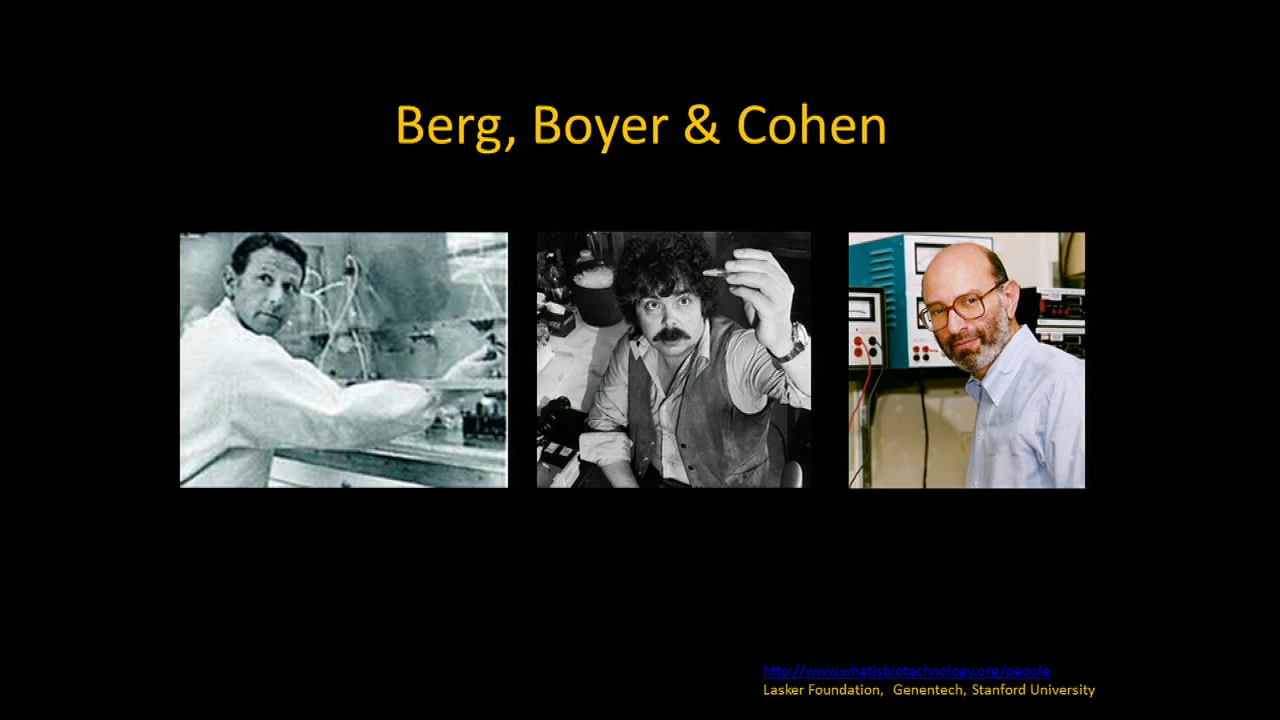 Berg, Boyer & Cohen
http://www.whatisbiotechnology.org/people
Lasker Foundation, Genentech, Stanford University